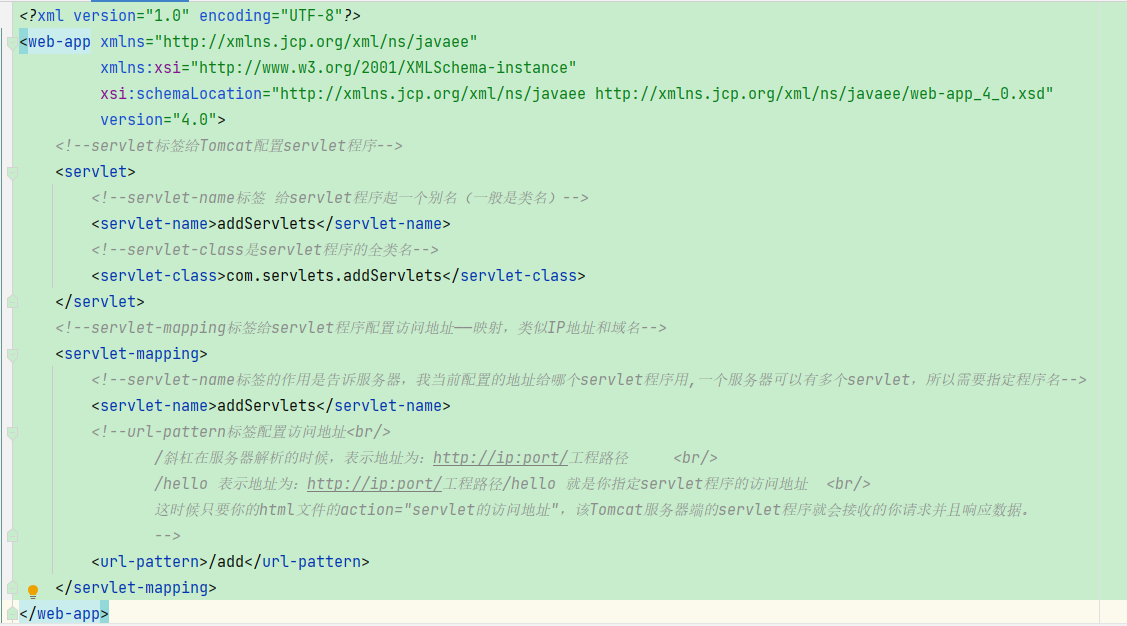 <?xml version="1.0" encoding="UTF-8"?>
<web-app xmlns="http://xmlns.jcp.org/xml/ns/javaee"
         xmlns:xsi="http://www.w3.org/2001/XMLSchema-instance"
         xsi:schemaLocation="http://xmlns.jcp.org/xml/ns/javaee http://xmlns.jcp.org/xml/ns/javaee/web-app_4_0.xsd"
         version="4.0">
    <!--servlet标签给Tomcat配置servlet程序-->
    <servlet>
        <!--servlet-name标签 给servlet程序起一个别名（一般是类名）-->
        <servlet-name>addServlets</servlet-name>
        <!--servlet-class是servlet程序的全类名-->
        <servlet-class>com.servlets.addServlets</servlet-class>
    </servlet>
    <!--servlet-mapping标签给servlet程序配置访问地址——映射，类似IP地址和域名-->
    <servlet-mapping>
        <!--servlet-name标签的作用是告诉服务器，我当前配置的地址给哪个servlet程序用,一个服务器可以有多个servlet，所以需要指定程序名-->
        <servlet-name>addServlets</servlet-name>
        <!--url-pattern标签配置访问地址<br/>
               /斜杠在服务器解析的时候，表示地址为：http://ip:port/工程路径     <br/>
               /hello 表示地址为：http://ip:port/工程路径/hello 就是你指定servlet程序的访问地址  <br/>
               这时候只要你的html文件的action="servlet的访问地址"，该Tomcat服务器端的servlet程序就会接收的你请求并且响应数据.
               -->
        <url-pattern>/add</url-pattern>
    </servlet-mapping>
</web-app>